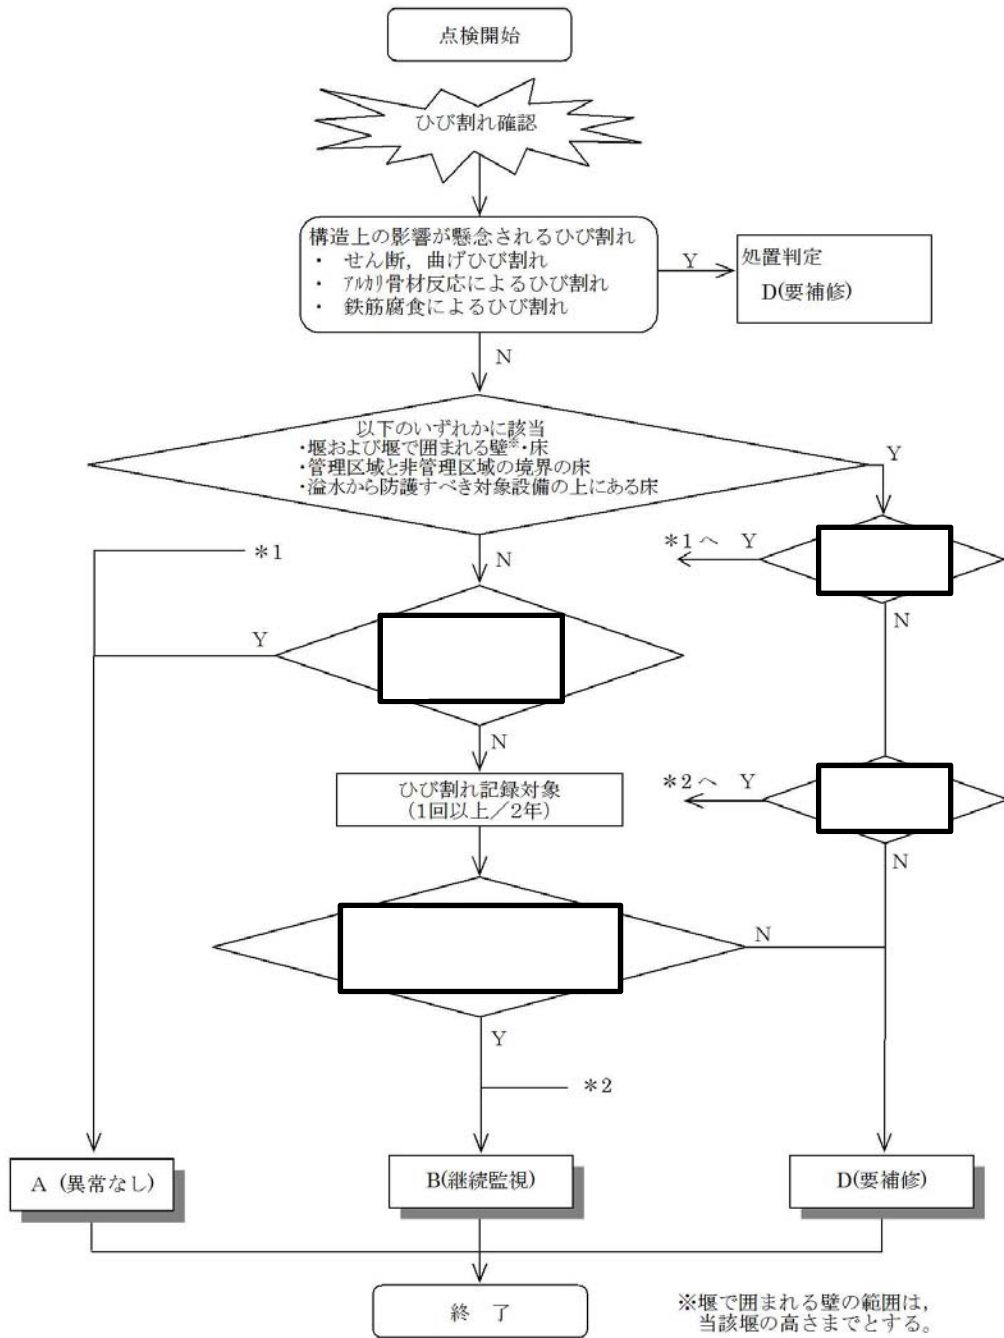 点検開始
ひび割れ確認
構造上の影響が懸念されるひび割れ
・ せん断，曲げひび割れ
・ ｱﾙｶﾘ骨材反応によるひび割れ
・ 鉄筋腐食によるひび割れ
Y
処置判定
D(要補修)
N
以下のいずれかに該当
・堰および堰で囲まれる壁※・床
・管理区域と非管理区域の境界の床
・溢水から防護すべき対象設備の上にある床
Y
＊1
N
＊1へ Y
N
Y
N
ひび割れ記録対象
(1回以上／2年)
＊2へ Y
N
N
Y
＊2
A (異常なし)
B(継続監視)
D(要補修)
終 了
※堰で囲まれる壁の範囲は，
当該堰の高さまでとする。